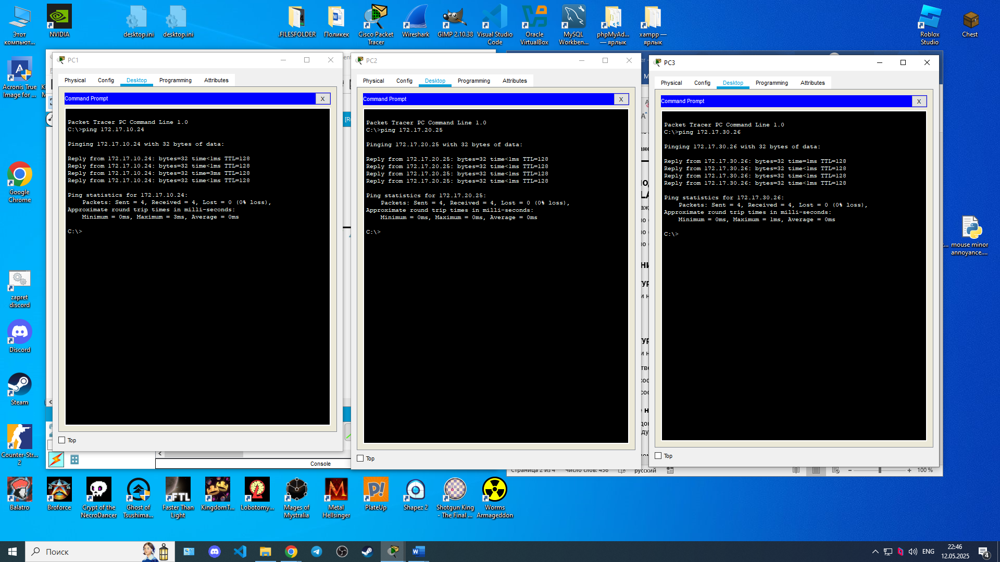 Этот
компьют...
NVIDIA
desktop.ini
desktop.ini
.FILESFOLDER
Поликек
Cisco Packet
Tracer
Wireshark
GIMP 2.10.38
Visual Studio
Code
Oracle
VirtualBox
MySQL
Workben...
phpMyAd...
— ярлык
xampp —
ярлык
Roblox
Studio
Chest
Acronis True
Image for ...
Google
Chrome
zapret
discord
Discord
Steam
Counter-Str...
2
mouse minor
annoyance....
PC1
Physical
Config
Desktop
Programming
Attributes
Command Prompt
X
Packet Tracer PC Command Line 1.0
C:\>ping 172.17.10.24
Pinging 172.17.10.24 with 32 bytes of data:
Reply from 172.17.10.24: bytes=32 time<1ms TTL=128
Reply from 172.17.10.24: bytes=32 time<1ms TTL=128
Reply from 172.17.10.24: bytes=32 time=3ms TTL=128
Reply from 172.17.10.24: bytes=32 time<1ms TTL=128
Ping statistics for 172.17.10.24:
Packets: Sent = 4, Received = 4, Lost = 0 (0% loss),
Approximate round trip times in milli-seconds:
Minimum = 0ms, Maximum = 3ms, Average = 0ms
C:\>
Top
PC2
Physical
Config
Desktop
Programming
Attributes
Command Prompt
X
Packet Tracer PC Command Line 1.0
C:\>ping 172.17.20.25
Pinging 172.17.20.25 with 32 bytes of data:
Reply from 172.17.20.25: bytes=32 time<1ms TTL=128
Reply from 172.17.20.25: bytes=32 time<1ms TTL=128
Reply from 172.17.20.25: bytes=32 time<1ms TTL=128
Reply from 172.17.20.25: bytes=32 time<1ms TTL=128
Ping statistics for 172.17.20.25:
Packets: Sent = 4, Received = 4, Lost = 0 (0% loss),
Approximate round trip times in milli-seconds:
Minimum = 0ms, Maximum = 0ms, Average = 0ms
C:\>
Top
PC3
Physical
Config
Desktop
Programming
Attributes
Command Prompt
X
Packet Tracer PC Command Line 1.0
C:\>ping 172.17.30.26
Pinging 172.17.30.26 with 32 bytes of data:
Reply from 172.17.30.26: bytes=32 time=1ms TTL=128
Reply from 172.17.30.26: bytes=32 time<1ms TTL=128
Reply from 172.17.30.26: bytes=32 time<1ms TTL=128
Reply from 172.17.30.26: bytes=32 time<1ms TTL=128
Ping statistics for 172.17.30.26:
Packets: Sent = 4, Received = 4, Lost = 0 (0% loss),
Approximate round trip times in milli-seconds:
Minimum = 0ms, Maximum = 1ms, Average = 0ms
C:\>
Top
Console
Страница 2 из 4
Число слов: 456
русский
100 %
Balatro
Broforce
Crypt of the
NecroDancer
Ghost of
Tsushima...
Faster Than
Light
KingdomT...
Lobotomy...
Mages of
Mystralia
Metal
Hellsinger
PlateUp
Shapez 2
Shotgun King
- The Final ...
Worms
Armageddon
Поиск
ENG
22:46
12.05.2025
4